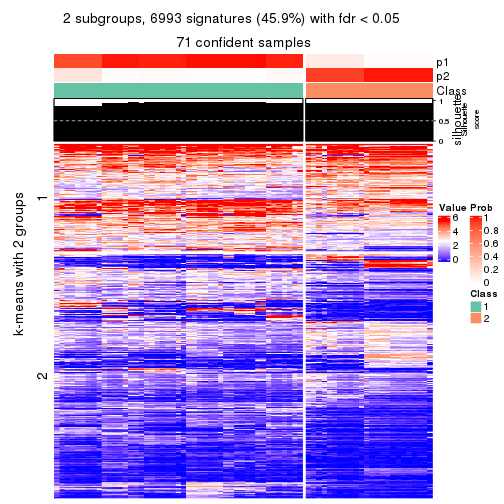 2 subgroups, 6993 signatures (45.9%) with fdr < 0.05
71 confident samples
p1
p2
Class
silhouette
1
0.5
0
Silhouette
score
k-means with 2 groups
1
2
Value
6
4
2
0
Prob
1
0.8
0.6
0.4
0.2
0
Class
1
2